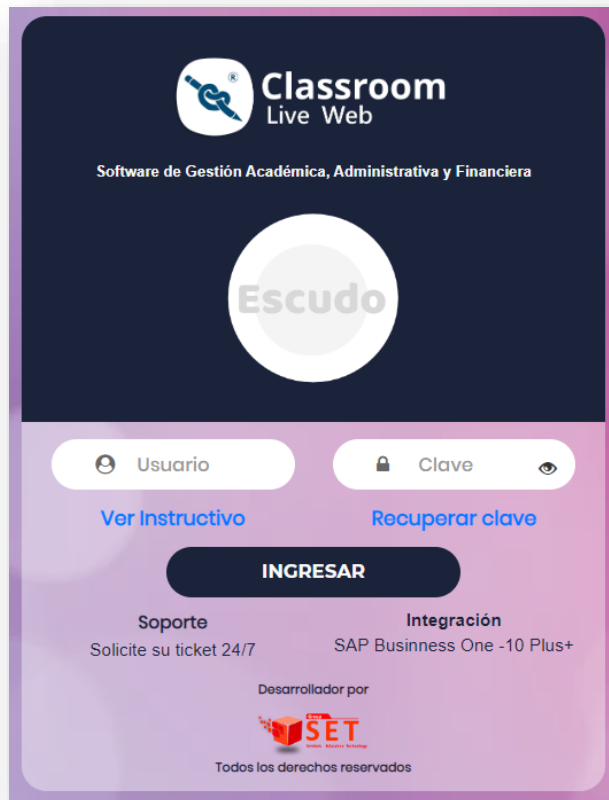 ®
Classroom
Live Web
Software de Gestión Académica, Administrativa y Financiera
Escudo
Usuario
Clave
Ver Instructivo
Recuperar clave
INGRESAR
Soporte
Solicite su ticket 24/7
Integración
SAP Businness One -10 Plus+
Desarrollador por
SET
Todos los derechos reservados